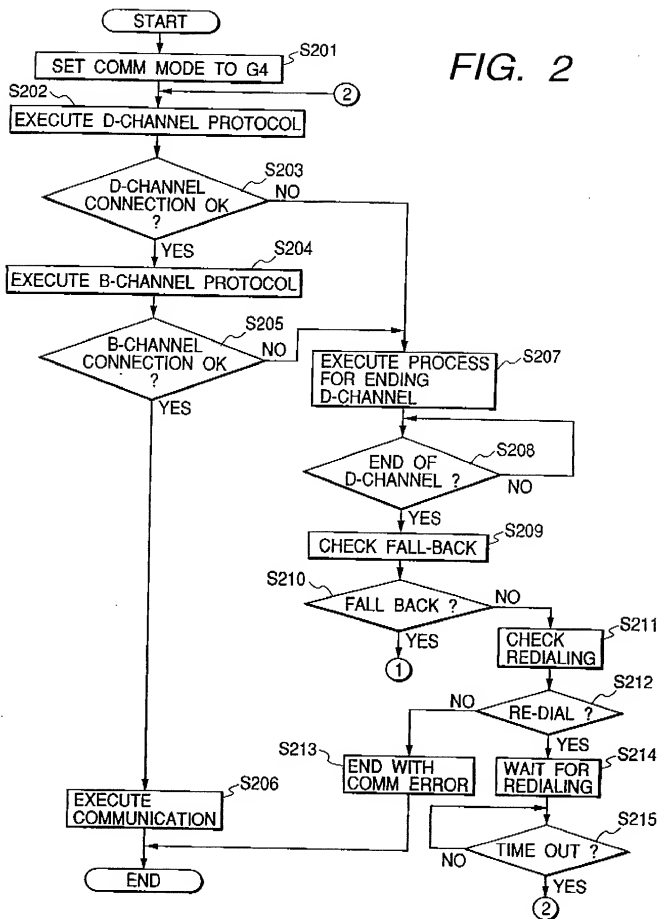 START
FIG. 2
S201
SET COMM MODE TO G4
S202
2
EXECUTE D-CHANNEL PROTOCOL
S203
D-CHANNEL
CONNECTION OK
?
NO
YES
S204
EXECUTE B-CHANNEL PROTOCOL
S205
B-CHANNEL
CONNECTION OK
?
NO
YES
S207
EXECUTE PROCESS
FOR ENDING
D-CHANNEL
S208
END OF
D-CHANNEL ?
NO
YES
S209
CHECK FALL-BACK
S210
FALL BACK ?
NO
YES
1
S211
CHECK
REDIALING
S212
RE-DIAL ?
NO
YES
S213
END WITH
COMM ERROR
S214
WAIT FOR
REDIALING
S206
EXECUTE
COMMUNICATION
S215
TIME OUT ?
NO
YES
2
END